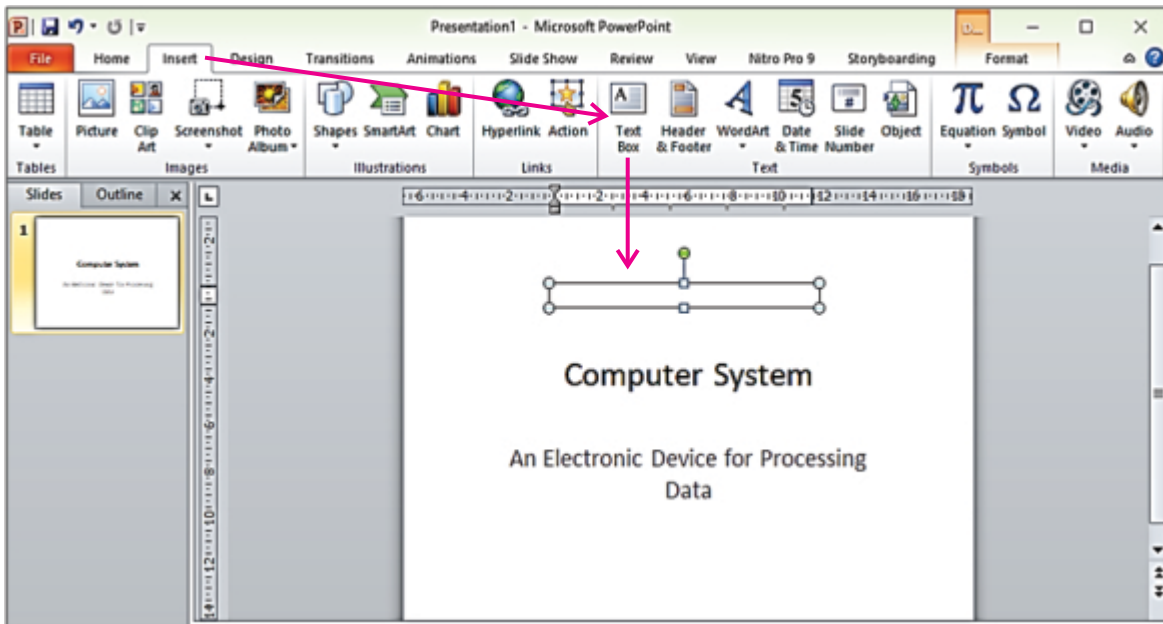 Presentation1 - Microsoft PowerPoint
File Home Insert Design Transitions Animations Slide Show Review View Nitro Pro 9 Storyboarding Format
Table Picture Clip Art Screenshot Photo Album Shapes SmartArt Chart Hyperlink Action Text Box Header & Footer WordArt Date & Time Slide Number Object Equation Symbol Video Audio
Tables Images Illustrations Links Text Symbols Media
Slides Outline
1
Computer System
Computer System
An Electronic Device for Processing
Data